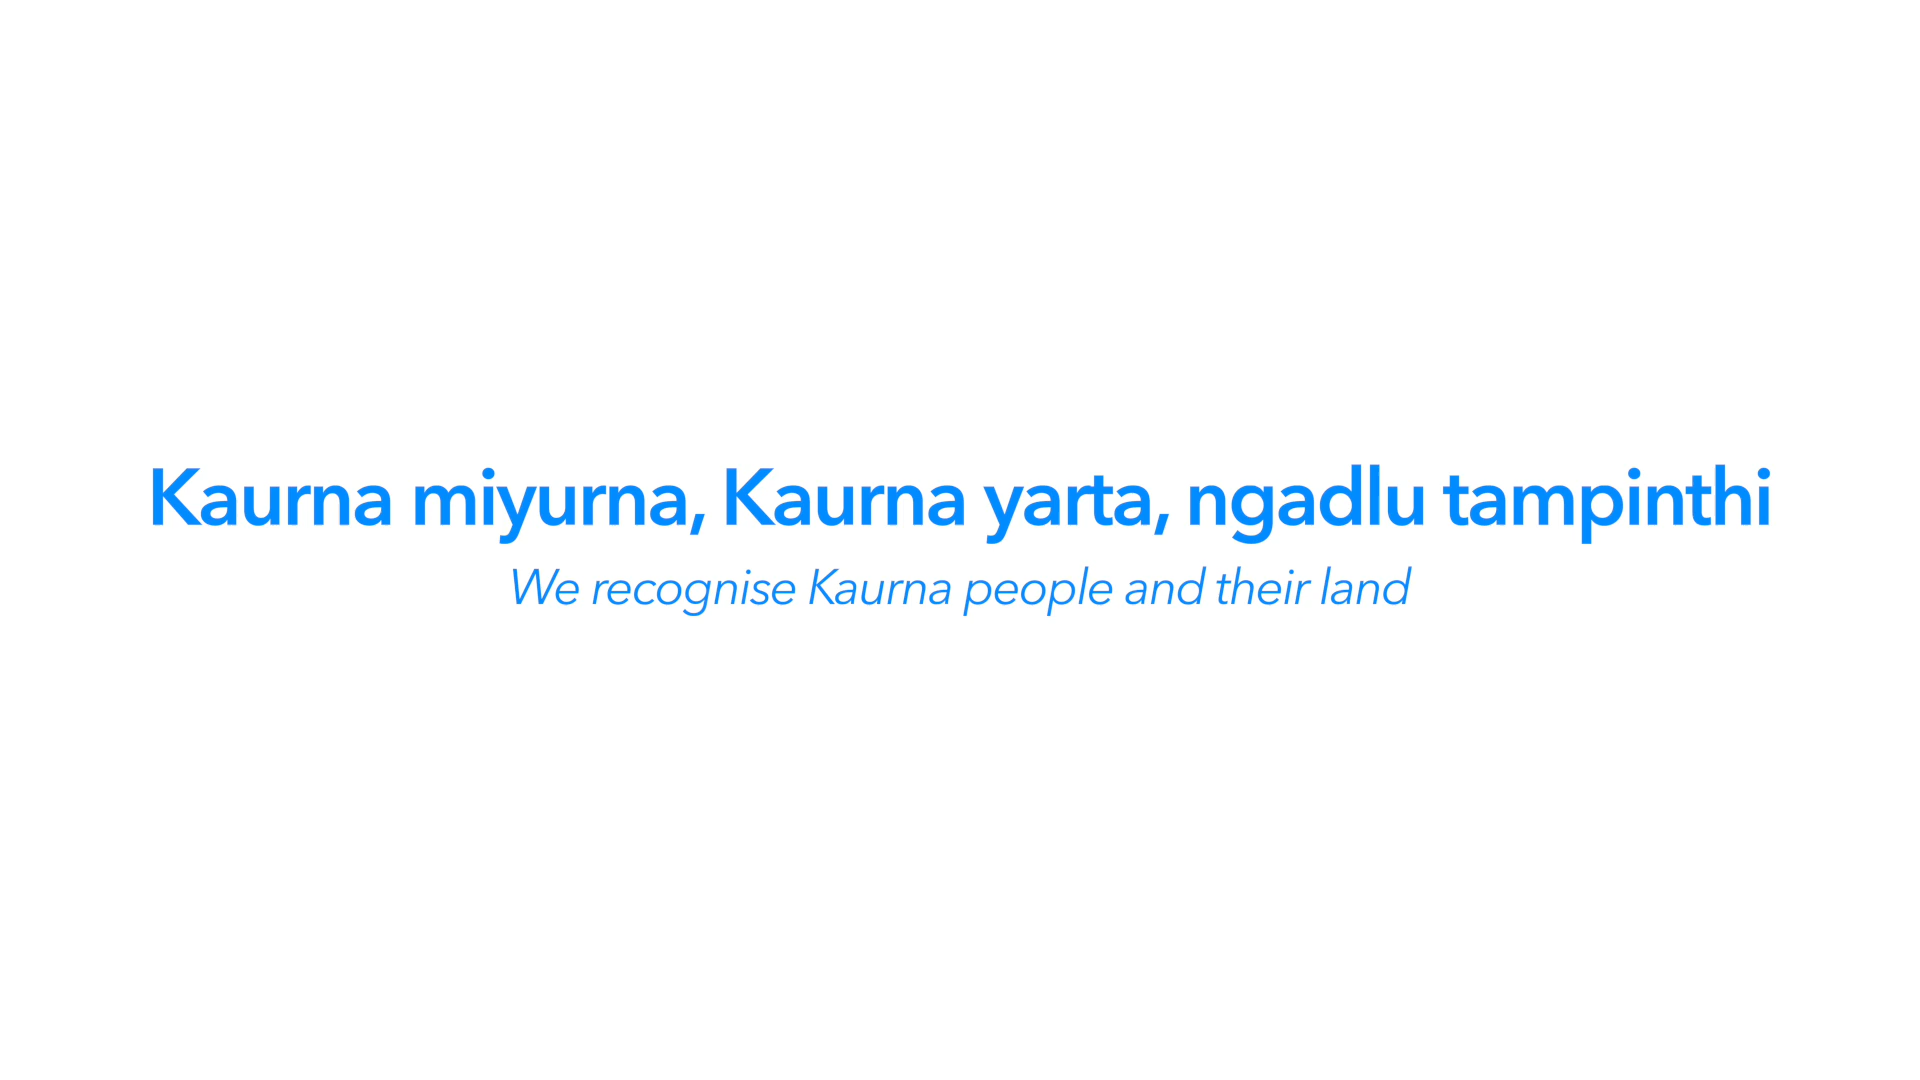 Kaurna miyurna, Kaurna yarta, ngadlu tampinthi
We recognise Kaurna people and their land